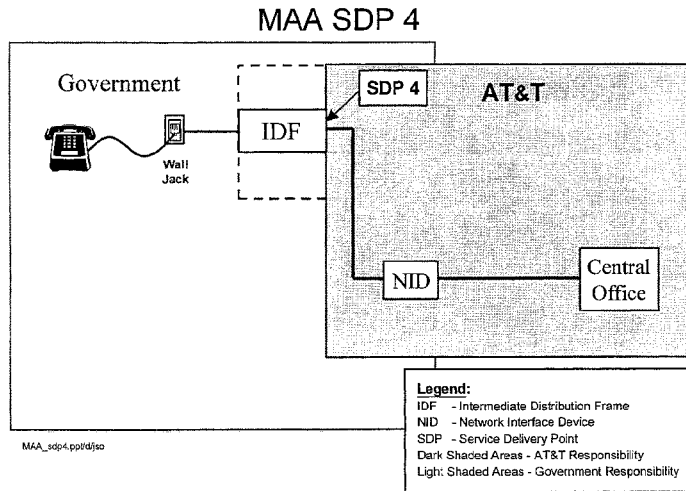 MAA SDP 4
Government
SDP 4
AT&T
IDF
Wall
Jack
NID
Central
Office
Legend:
IDF - Intermediate Distribution Frame
NID - Network Interface Device
SDP - Service Delivery Point
Dark Shaded Areas - AT&T Responsibility
Light Shaded Areas - Government Responsibility
MAA_sdp4.ppt/d/jso